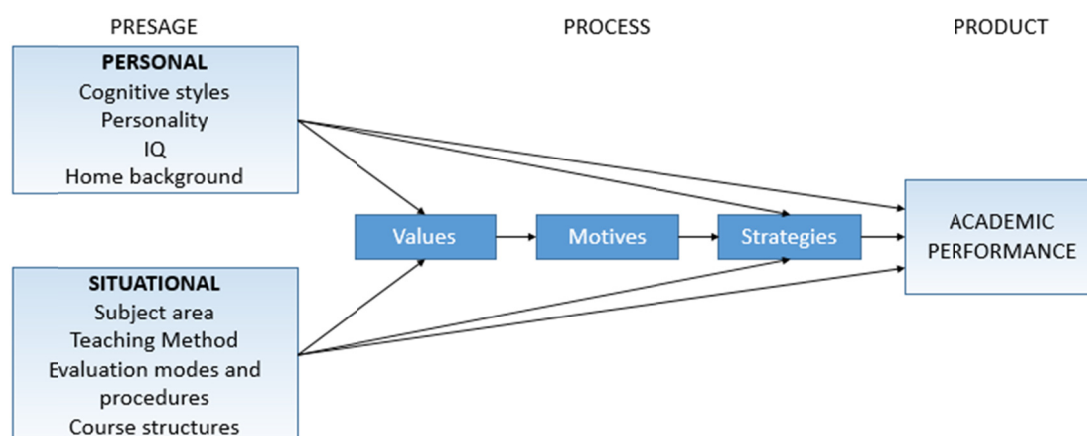 PRESAGE
PROCESS
PRODUCT
PERSONAL
Cognitive styles
Personality
IQ
Home background
Values
Motives
Strategies
ACADEMIC
PERFORMANCE
SITUATIONAL
Subject area
Teaching Method
Evaluation modes and
procedures
Course structures